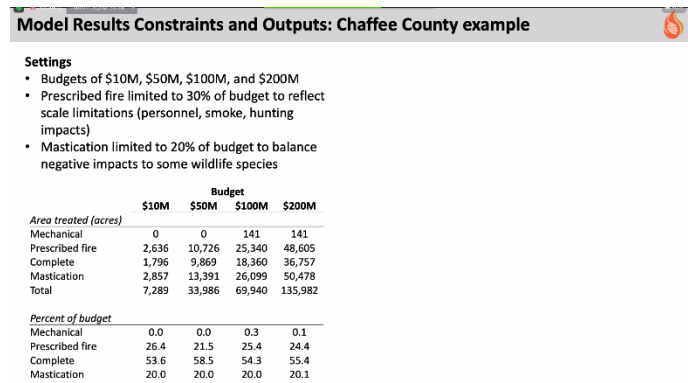 Model Results Constraints and Outputs: Chaffee County example
Settings
• Budgets of $10M, $50M, $100M, and $200M
• Prescribed fire limited to 30% of budget to reflect
scale limitations (personnel, smoke, hunting
impacts)
• Mastication limited to 20% of budget to balance
negative impacts to some wildlife species
Budget
$10M $50M $100M $200M
Area treated (acres)
Mechanical 0 0 141 141
Prescribed fire 2,636 10,726 25,340 48,605
Complete 1,796 9,869 18,360 36,757
Mastication 2,857 13,391 26,099 50,478
Total 7,289 33,986 69,940 135,982
Percent of budget
Mechanical 0.0 0.0 0.3 0.1
Prescribed fire 26.4 21.5 25.4 24.4
Complete 53.6 58.5 54.3 55.4
Mastication 20.0 20.0 20.0 20.1